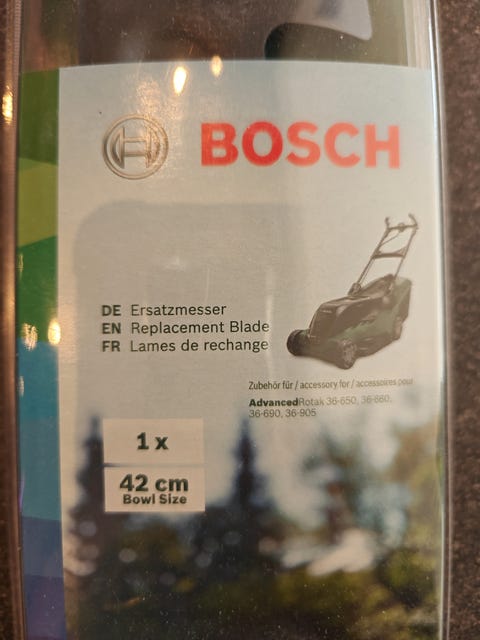 BOSCH
DE Ersatzmesser
EN Replacement Blade
FR Lames de rechange
Zubehör für / accessory for / accessoires pour
AdvancedRotak 36-650, 36-660,
36-690, 36-905
1 x
42 cm
Bowl Size